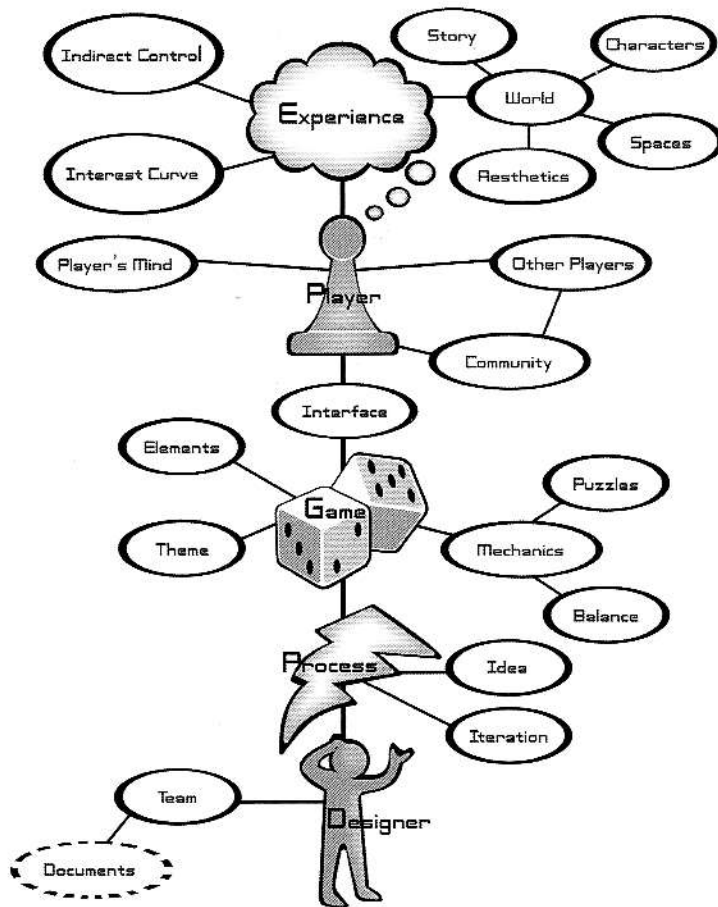 Story
Indirect Control
Characters
World
Experience
Spaces
Interest Curve
Aesthetics
Player's Mind
Other Players
Player
Community
Interface
Elements
Puzzles
Game
Theme
Mechanics
Balance
Process
Idea
Iteration
Team
Designer
Documents